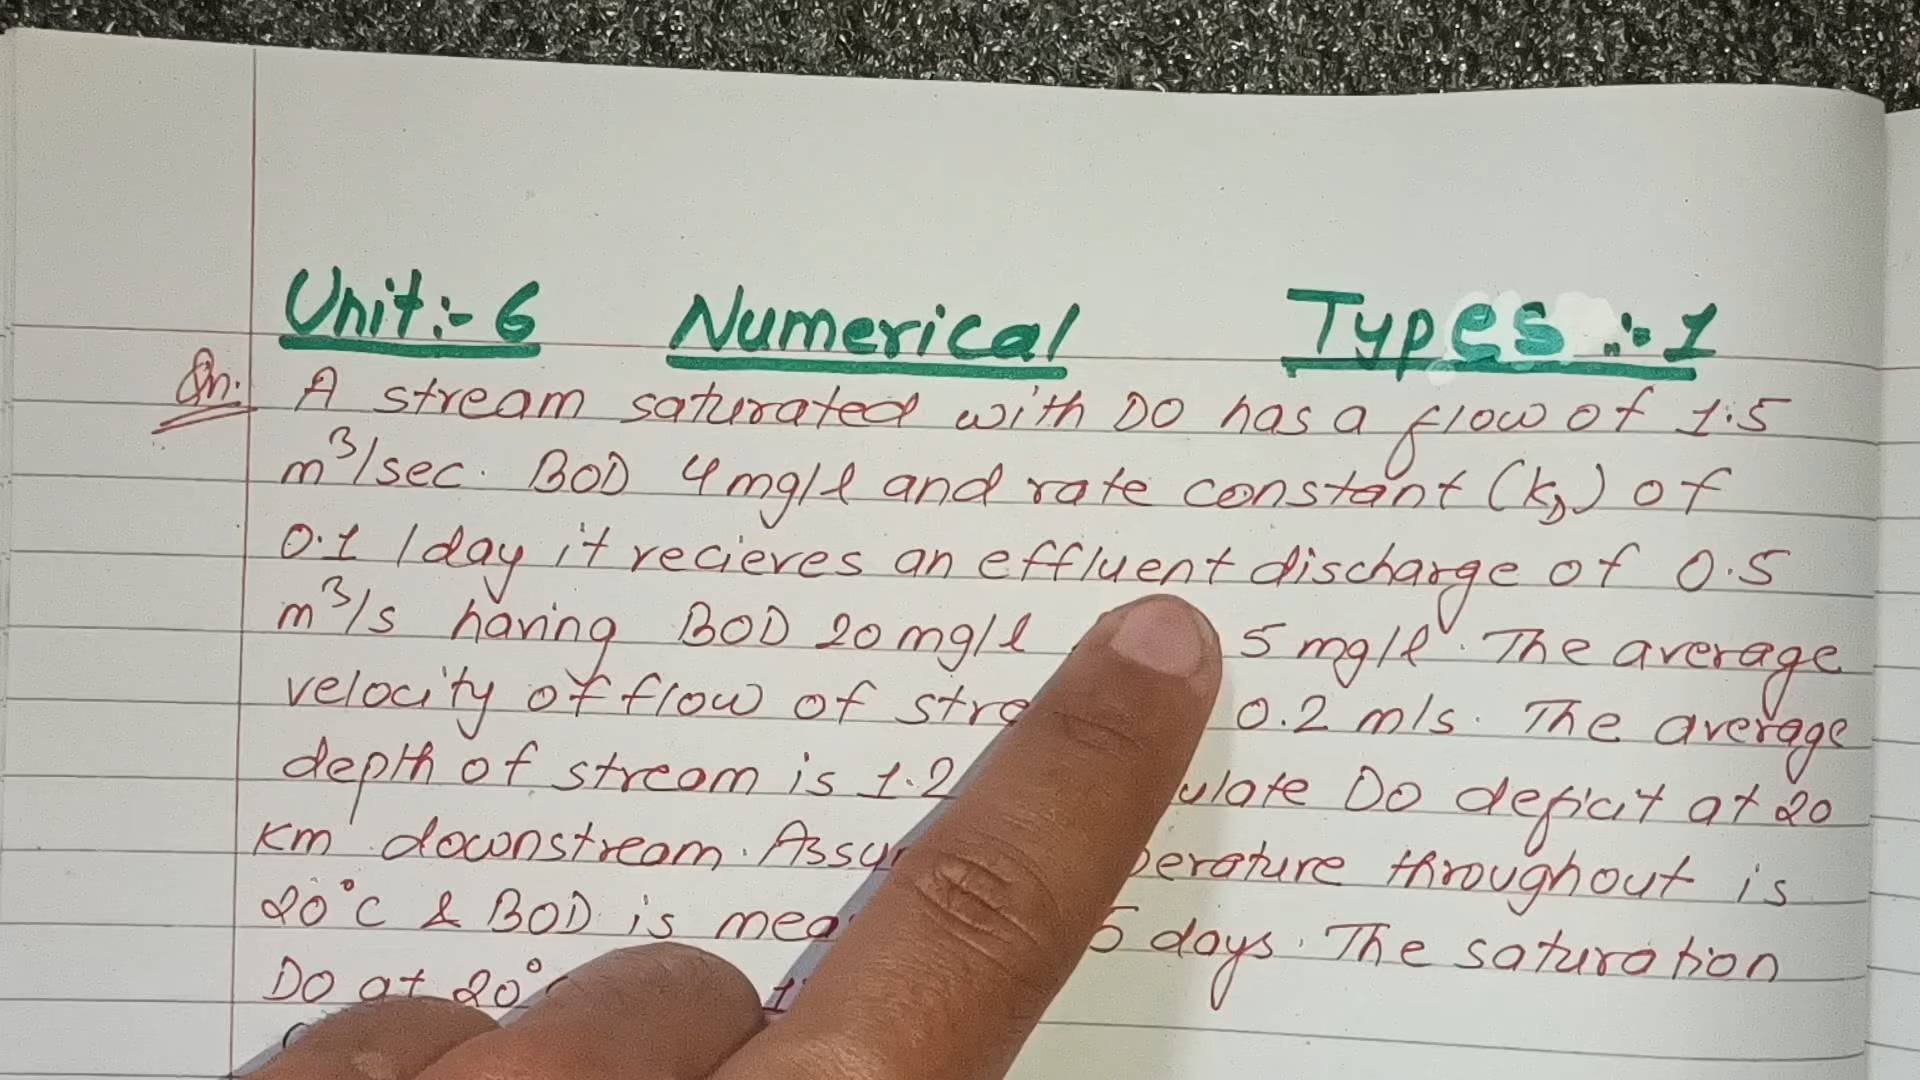 Unit:- 6 Numerical Types :- 1
Qn. A stream saturated with DO has a flow of 1.5
m³/sec. BOD 4 mg/l and rate constant (KD) of
0.1 /day it recieves an effluent discharge of 0.5
m³/s having BOD 20 mg/l 5 mg/l. The average
velocity of flow of 0.2 m/s. The average
depth of stream is 1.2 DO deficit at 20
km downstream. throughout is
20°C & BOD is 5 days. The saturation
DO at 20°